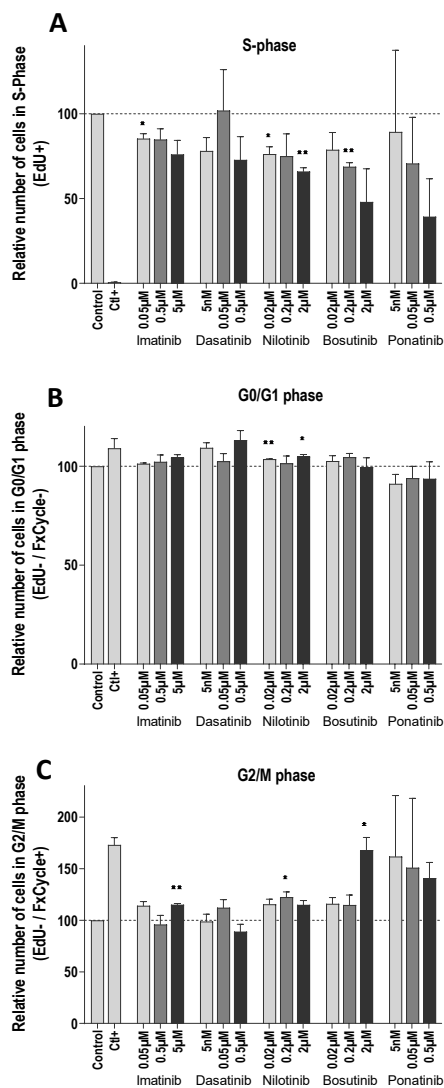 A
S-phase
Relative number of cells in S-Phase
(EdU+)
100
50
0
* * ** **
Control Ctl+ 0.05µM 0.5µM 5µM 5nM 0.05µM 0.5µM 0.02µM 0.2µM 2µM 0.02µM 0.2µM 2µM 5nM 0.05µM 0.5µM
Imatinib Dasatinib Nilotinib Bosutinib Ponatinib
B
G0/G1 phase
Relative number of cells in G0/G1 phase
(EdU- / FxCycle-)
100
50
0
** *
Control Ctl+ 0.05µM 0.5µM 5µM 5nM 0.05µM 0.5µM 0.02µM 0.2µM 2µM 0.02µM 0.2µM 2µM 5nM 0.05µM 0.5µM
Imatinib Dasatinib Nilotinib Bosutinib Ponatinib
C
G2/M phase
Relative number of cells in G2/M phase
(EdU- / FxCycle+)
200
150
100
50
0
** * *
Control Ctl+ 0.05µM 0.5µM 5µM 5nM 0.05µM 0.5µM 0.02µM 0.2µM 2µM 0.02µM 0.2µM 2µM 5nM 0.05µM 0.5µM
Imatinib Dasatinib Nilotinib Bosutinib Ponatinib